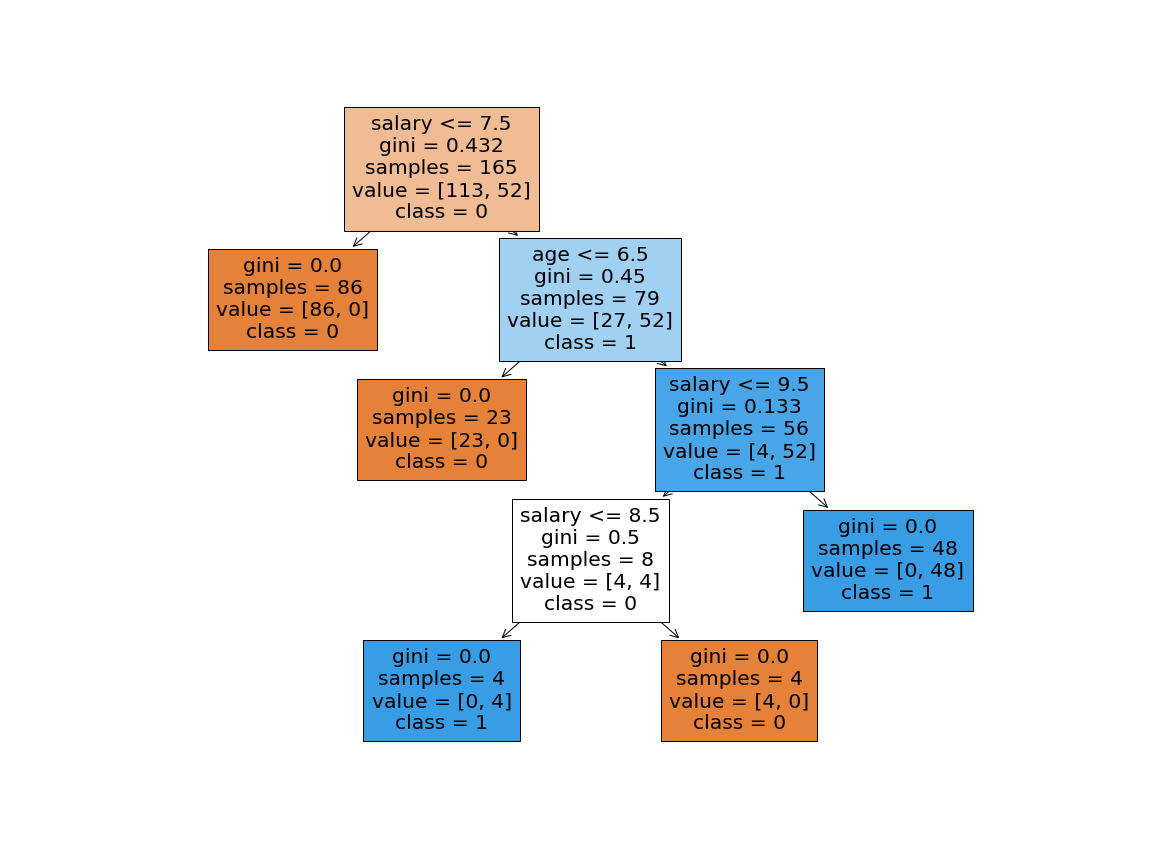 salary <= 7.5
gini = 0.432
samples = 165
value = [113, 52]
class = 0
gini = 0.0
samples = 86
value = [86, 0]
class = 0
age <= 6.5
gini = 0.45
samples = 79
value = [27, 52]
class = 1
gini = 0.0
samples = 23
value = [23, 0]
class = 0
salary <= 9.5
gini = 0.133
samples = 56
value = [4, 52]
class = 1
salary <= 8.5
gini = 0.5
samples = 8
value = [4, 4]
class = 0
gini = 0.0
samples = 48
value = [0, 48]
class = 1
gini = 0.0
samples = 4
value = [0, 4]
class = 1
gini = 0.0
samples = 4
value = [4, 0]
class = 0